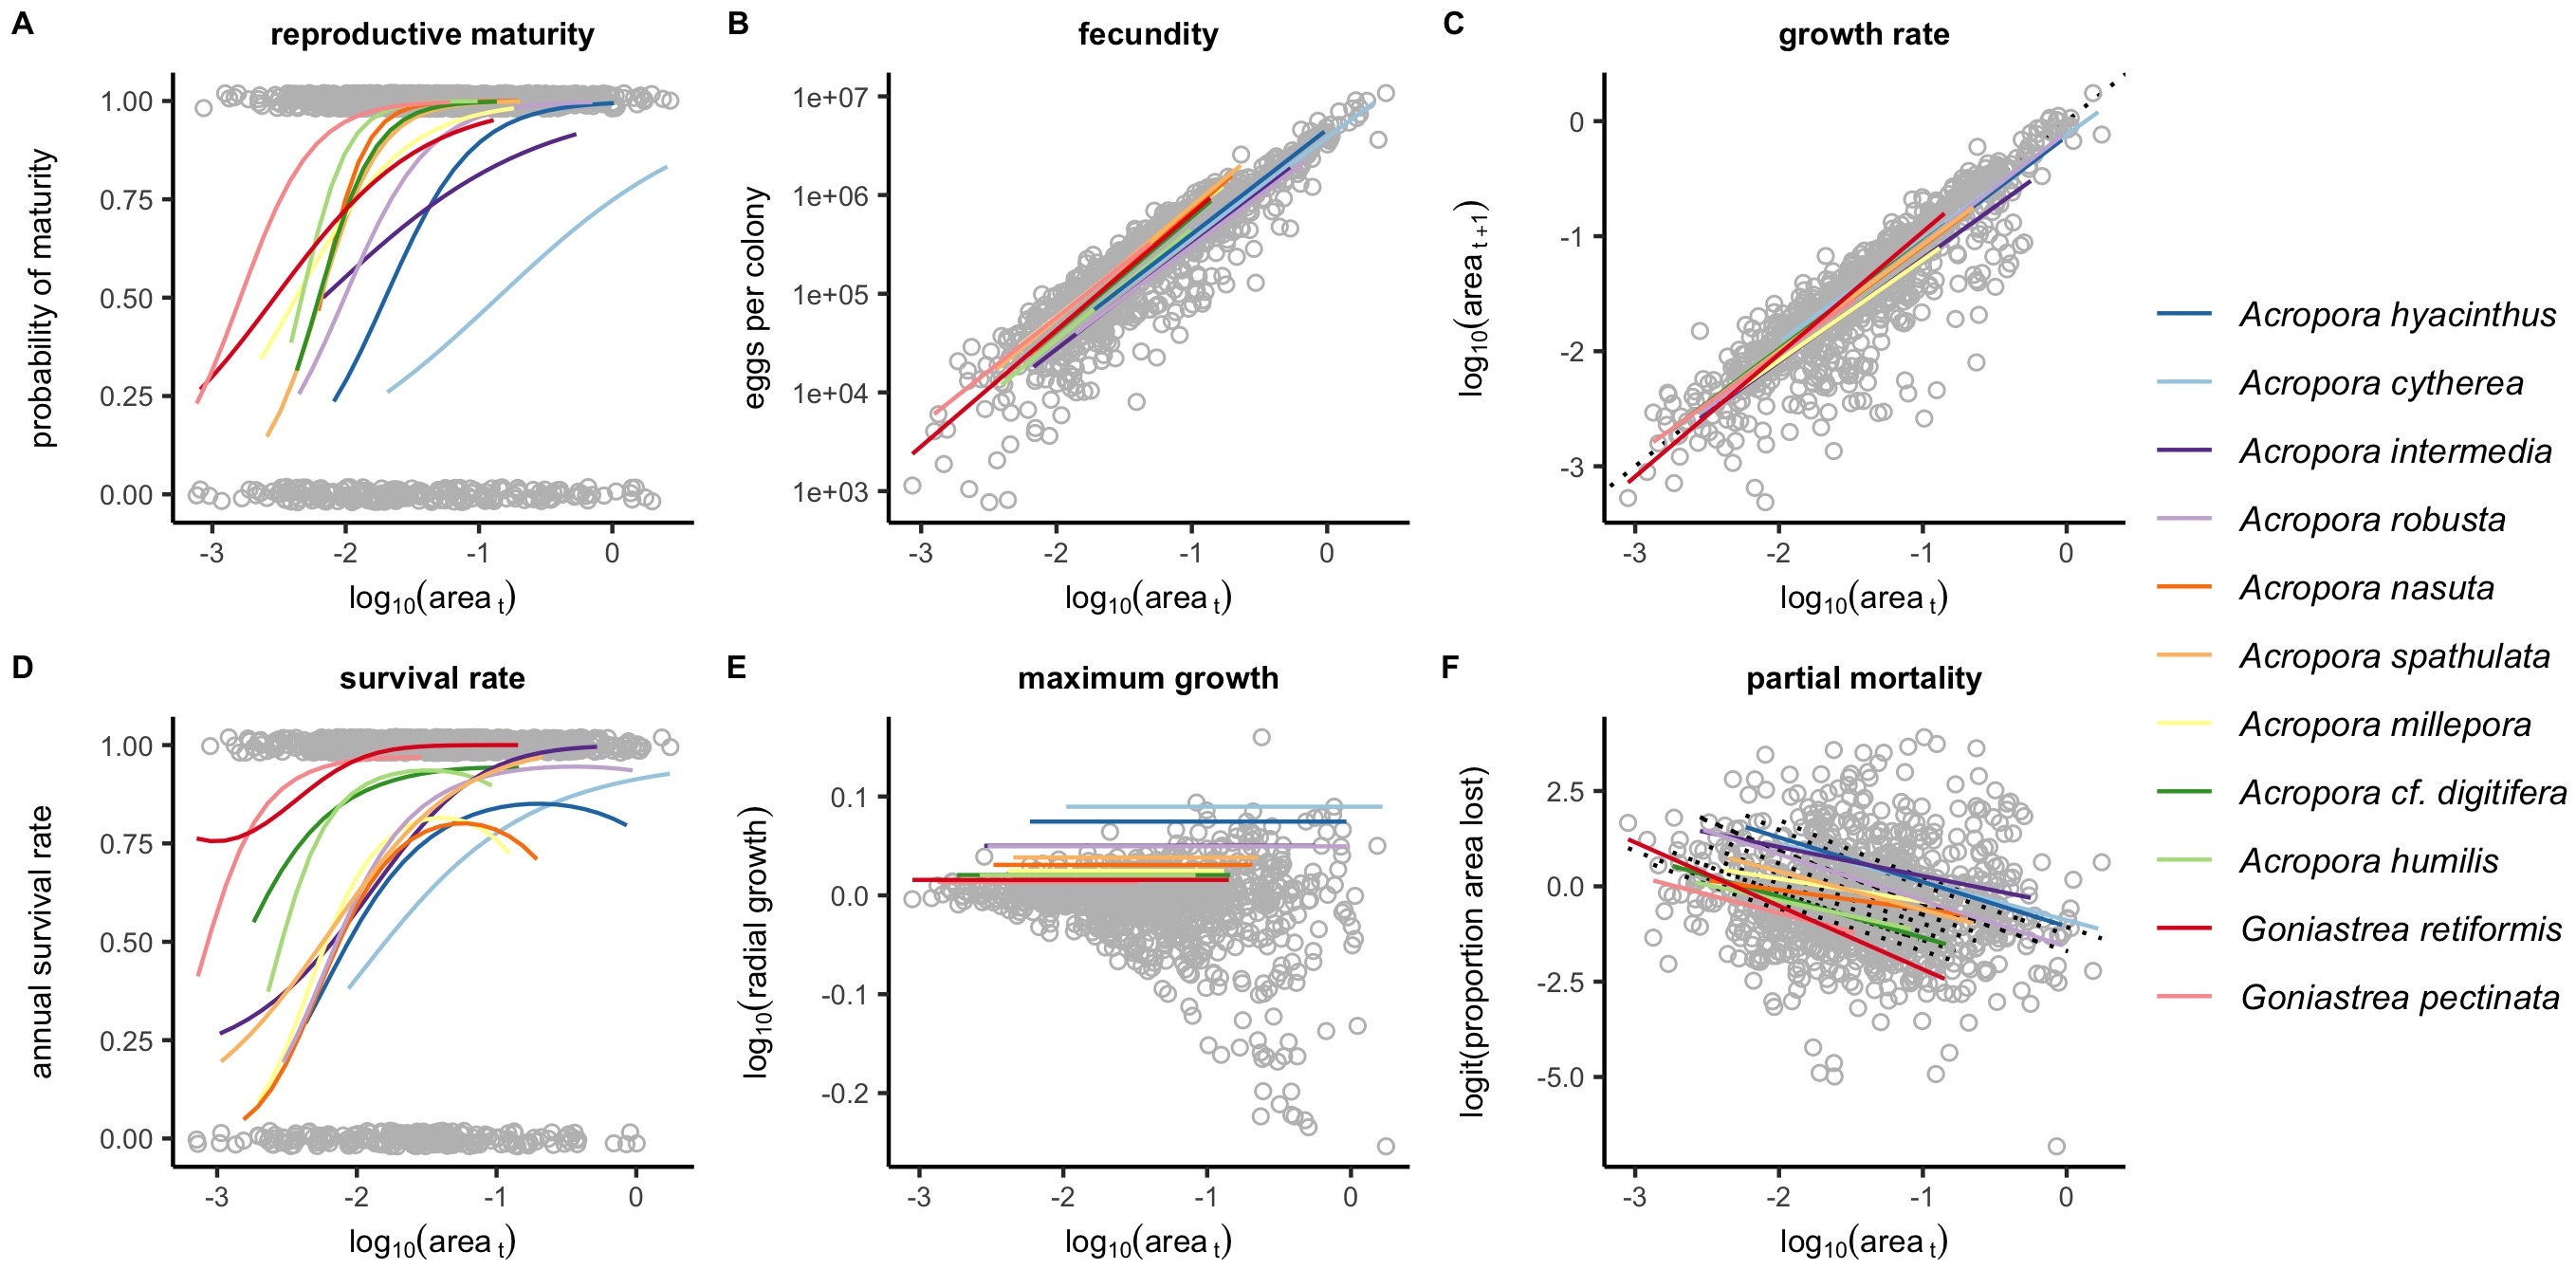 A
reproductive maturity
probability of maturity
1.00
0.75
0.50
0.25
0.00
-3 -2 -1 0
log10(area t)
B
fecundity
eggs per colony
1e+07
1e+06
1e+05
1e+04
1e+03
-3 -2 -1 0
log10(area t)
C
growth rate
log10(area t+1)
0
-1
-2
-3
-3 -2 -1 0
log10(area t)
D
survival rate
annual survival rate
1.00
0.75
0.50
0.25
0.00
-3 -2 -1 0
log10(area t)
E
maximum growth
log10(radial growth)
0.1
0.0
-0.1
-0.2
-3 -2 -1 0
log10(area t)
F
partial mortality
logit(proportion area lost)
2.5
0.0
-2.5
-5.0
-3 -2 -1 0
log10(area t)
Acropora hyacinthus
Acropora cytherea
Acropora intermedia
Acropora robusta
Acropora nasuta
Acropora spathulata
Acropora millepora
Acropora cf. digitifera
Acropora humilis
Goniastrea retiformis
Goniastrea pectinata